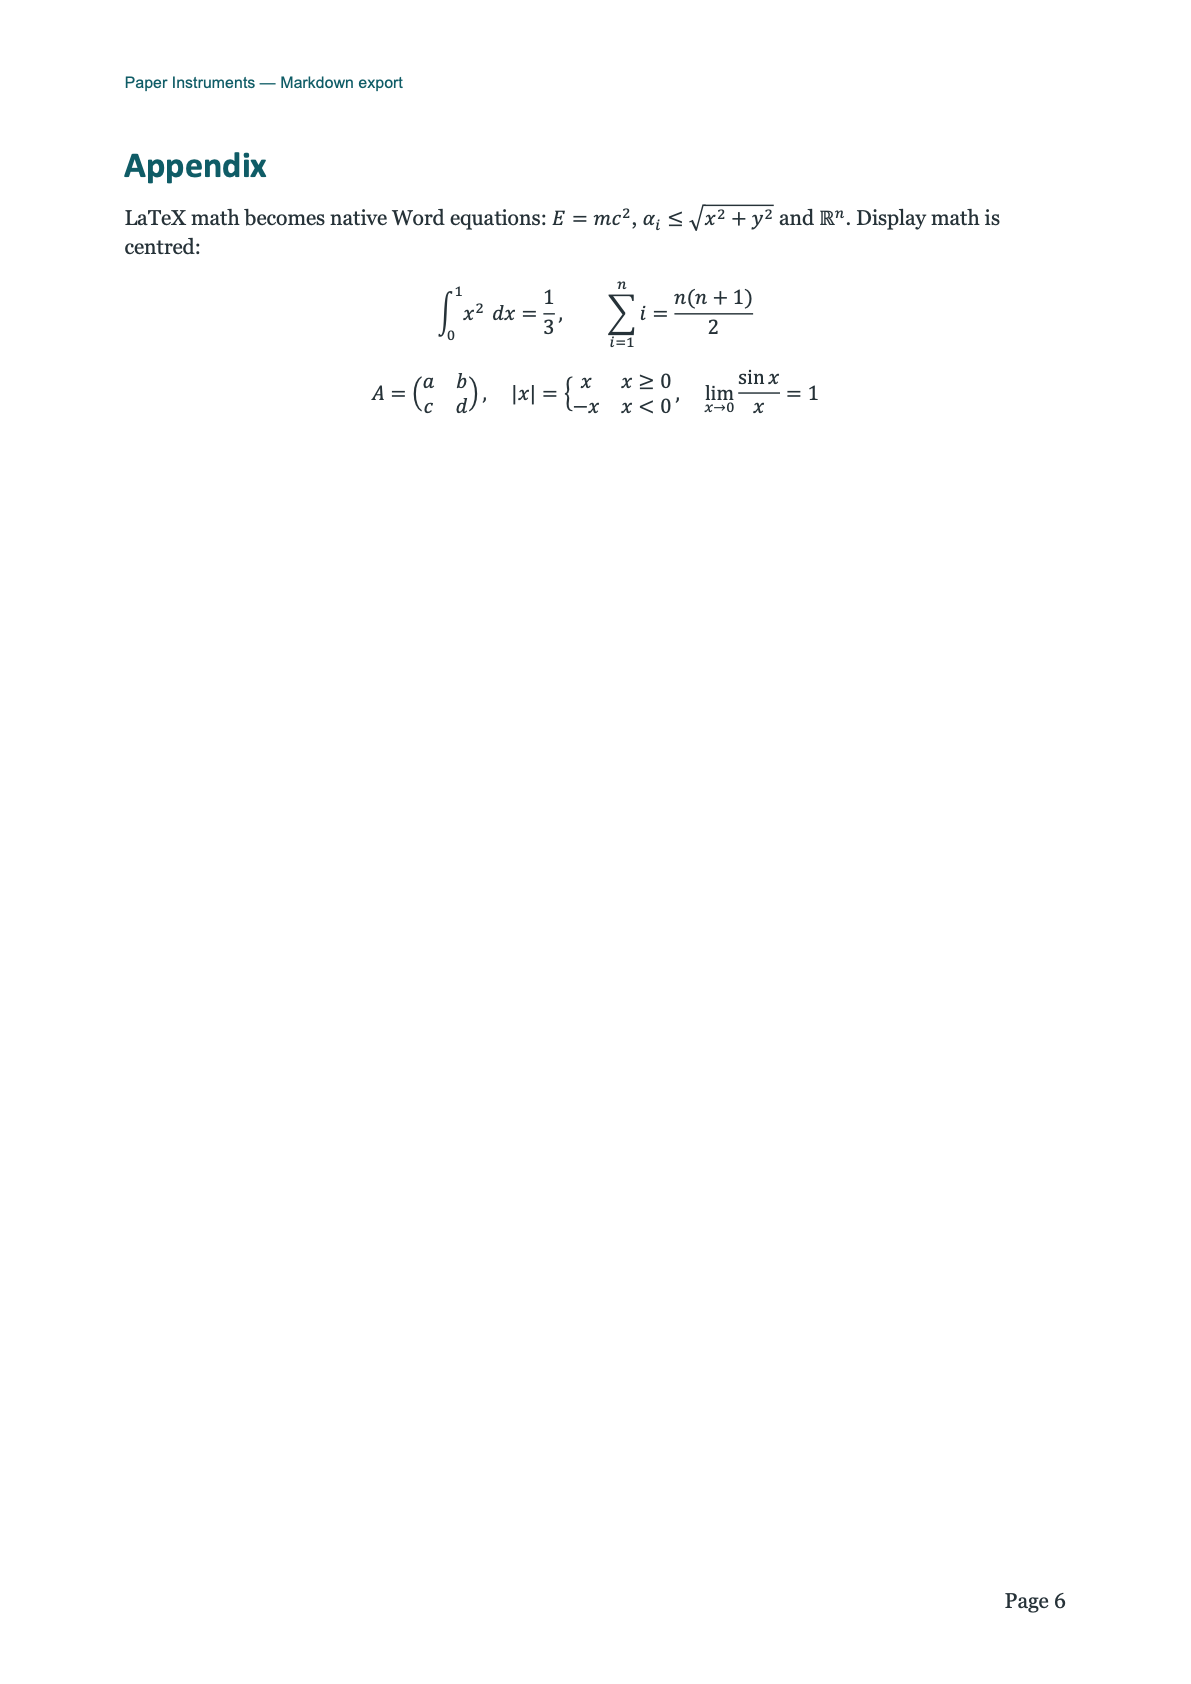 Paper Instruments — Markdown export
Appendix
LaTeX math becomes native Word equations: E = mc², αᵢ ≤ √(x² + y²) and ℝⁿ. Display math is
centred:
∫₀¹ x² dx = 1/3, ∑ᵢ₌₁ⁿ i = n(n + 1)/2
A = (a b; c d), |x| = { x x ≥ 0; −x x < 0, lim x→0 sin x/x = 1
Page 6